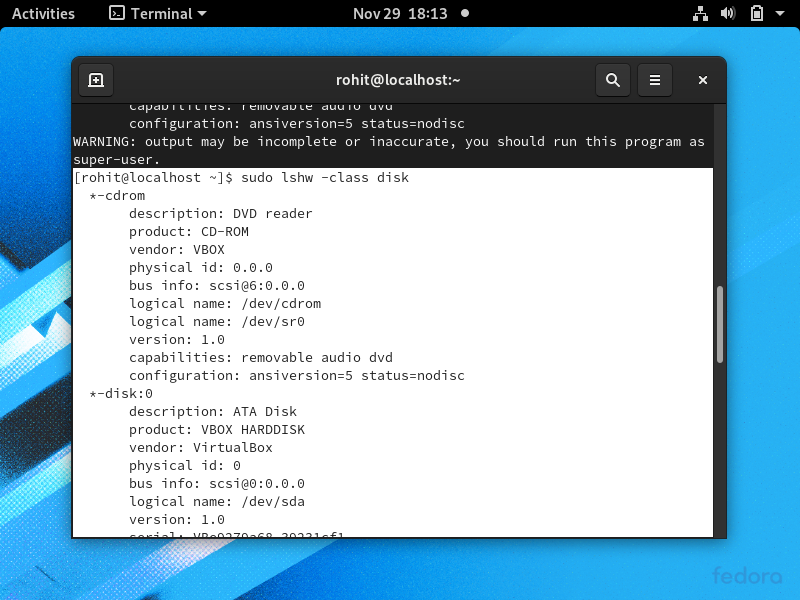 Activities Terminal Nov 29 18:13
rohit@localhost:~
capabilities: removable audio dvd
configuration: ansiversion=5 status=nodisc
WARNING: output may be incomplete or inaccurate, you should run this program as
super-user.
[rohit@localhost ~]$ sudo lshw -class disk
*-cdrom
description: DVD reader
product: CD-ROM
vendor: VBOX
physical id: 0.0.0
bus info: scsi@6:0.0.0
logical name: /dev/cdrom
logical name: /dev/sr0
version: 1.0
capabilities: removable audio dvd
configuration: ansiversion=5 status=nodisc
*-disk:0
description: ATA Disk
product: VBOX HARDDISK
vendor: VirtualBox
physical id: 0
bus info: scsi@0:0.0.0
logical name: /dev/sda
version: 1.0
serial:
fedora